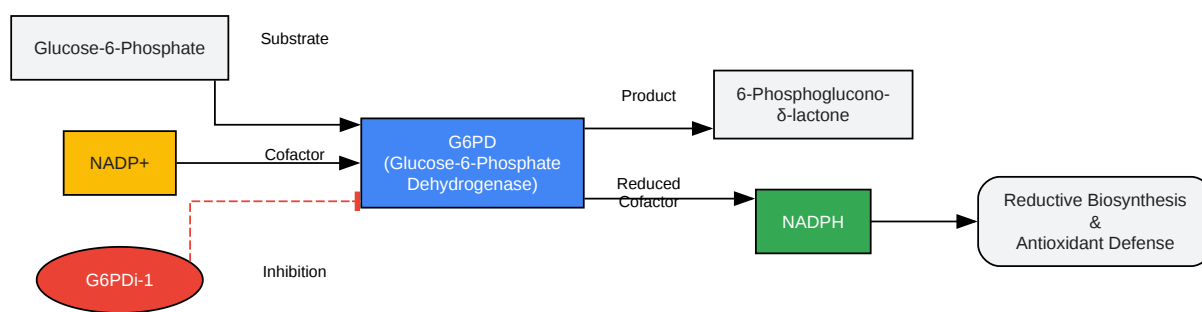 Glucose-6-Phosphate
Substrate
NADP+
Cofactor
G6PDi-1
Inhibition
G6PD
(Glucose-6-Phosphate
Dehydrogenase)
Product
6-Phosphoglucono-
δ-lactone
Reduced
Cofactor
NADPH
Reductive Biosynthesis
&
Antioxidant Defense